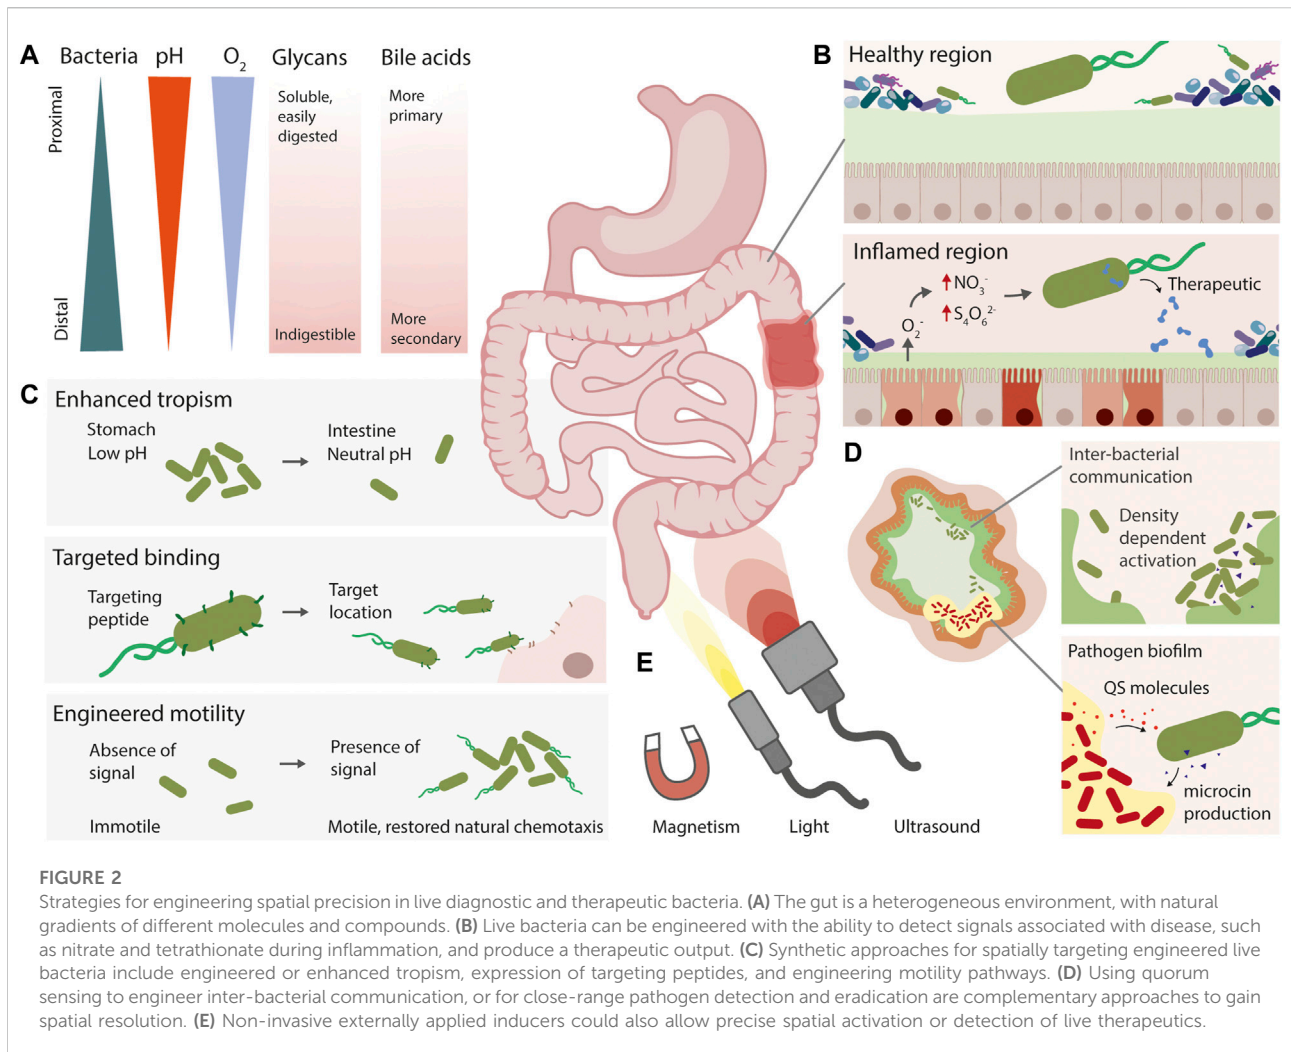 A
Bacteria
pH
O2
Glycans
Bile acids
Proximal
Distal
Soluble,
easily
digested
Indigestible
More
primary
More
secondary
B
Healthy region
Inflamed region
O2-
NO3-
S4O6 2-
Therapeutic
C
Enhanced tropism
Stomach
Low pH
Intestine
Neutral pH
Targeted binding
Targeting
peptide
Target
location
Engineered motility
Absence of
signal
Presence of
signal
Immotile
Motile, restored natural chemotaxis
D
Inter-bacterial
communication
Density
dependent
activation
Pathogen biofilm
QS molecules
microcin
production
E
Magnetism
Light
Ultrasound
FIGURE 2
Strategies for engineering spatial precision in live diagnostic and therapeutic bacteria. (A) The gut is a heterogeneous environment, with natural
gradients of different molecules and compounds. (B) Live bacteria can be engineered with the ability to detect signals associated with disease, such
as nitrate and tetrathionate during inflammation, and produce a therapeutic output. (C) Synthetic approaches for spatially targeting engineered live
bacteria include engineered or enhanced tropism, expression of targeting peptides, and engineering motility pathways. (D) Using quorum
sensing to engineer inter-bacterial communication, or for close-range pathogen detection and eradication are complementary approaches to gain
spatial resolution. (E) Non-invasive externally applied inducers could also allow precise spatial activation or detection of live therapeutics.